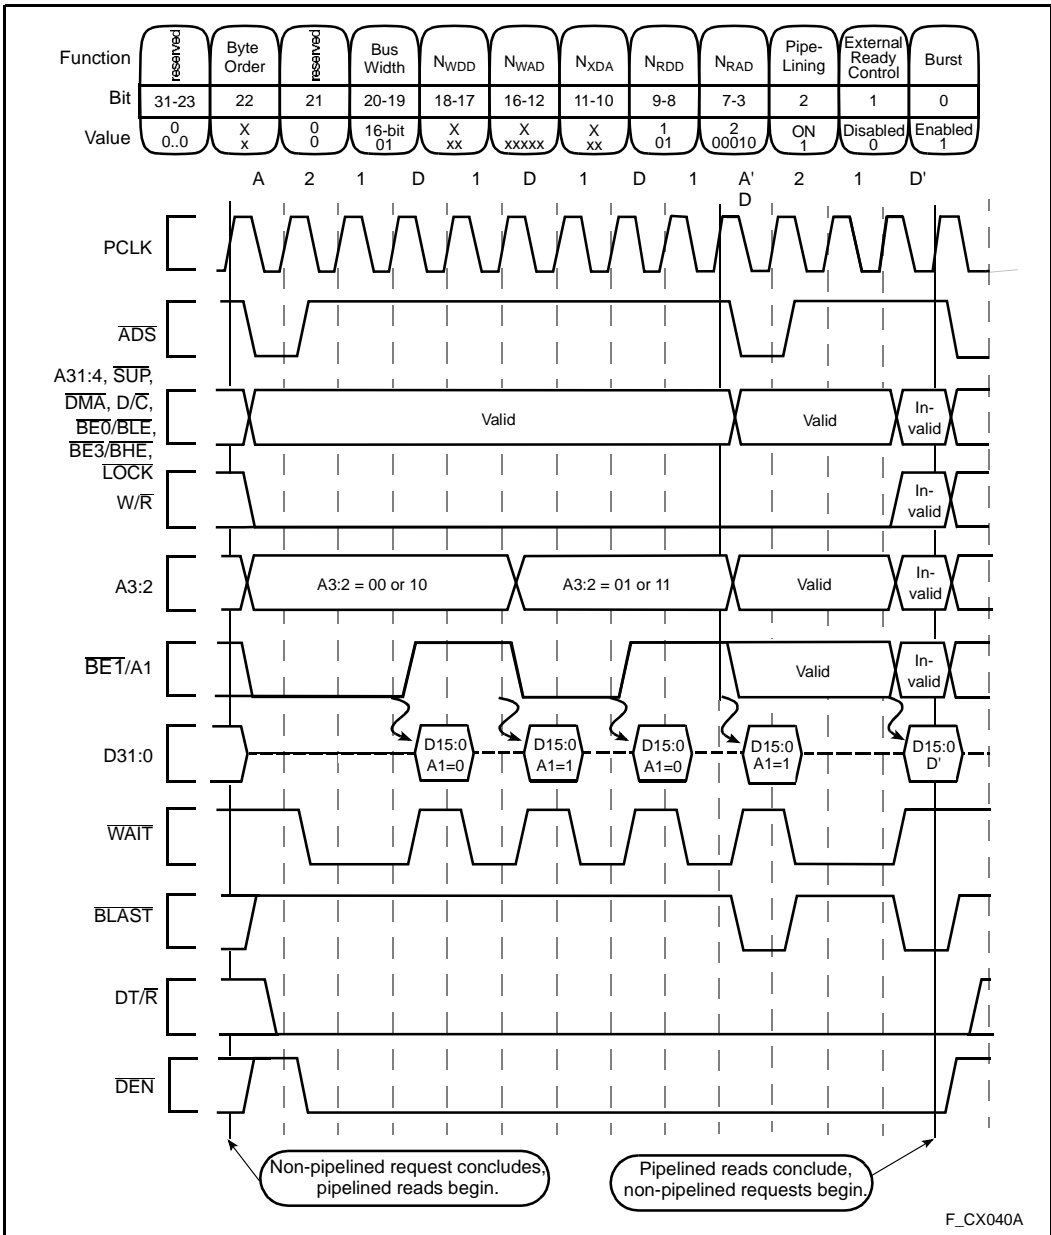 Function reserved Byte Order reserved Bus Width NWDD NWAD NXDA NRDD NRAD Pipe-Lining External Ready Control Burst
Bit 31-23 22 21 20-19 18-17 16-12 11-10 9-8 7-3 2 1 0
Value 0 0..0 X x 0 0 16-bit 01 X xx X xxxxx X xx 1 01 2 00010 ON 1 Disabled 0 Enabled 1
A 2 1 D 1 D 1 D 1 A' D 2 1 D'
PCLK
ADS
A31:4, SUP,
DMA, D/C,
BE0/BLE,
BE3/BHE,
LOCK
Valid Valid In-valid
W/R In-valid
A3:2 A3:2 = 00 or 10 A3:2 = 01 or 11 Valid In-valid
BE1/A1 Valid In-valid
D31:0 D15:0 A1=0 D15:0 A1=1 D15:0 A1=0 D15:0 A1=1 D15:0 D'
WAIT
BLAST
DT/R
DEN
Non-pipelined request concludes,
pipelined reads begin.
Pipelined reads conclude,
non-pipelined requests begin.
F_CX040A